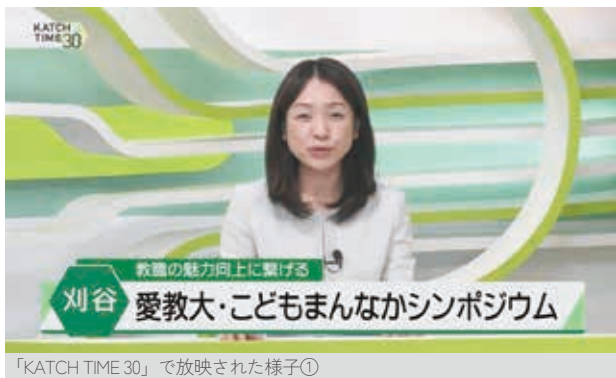 KATCH
TIME 30
教職の魅力向上に繋げる
刈谷
愛教大・こどもまんなかシンポジウム
「KATCH TIME 30」で放映された様子①